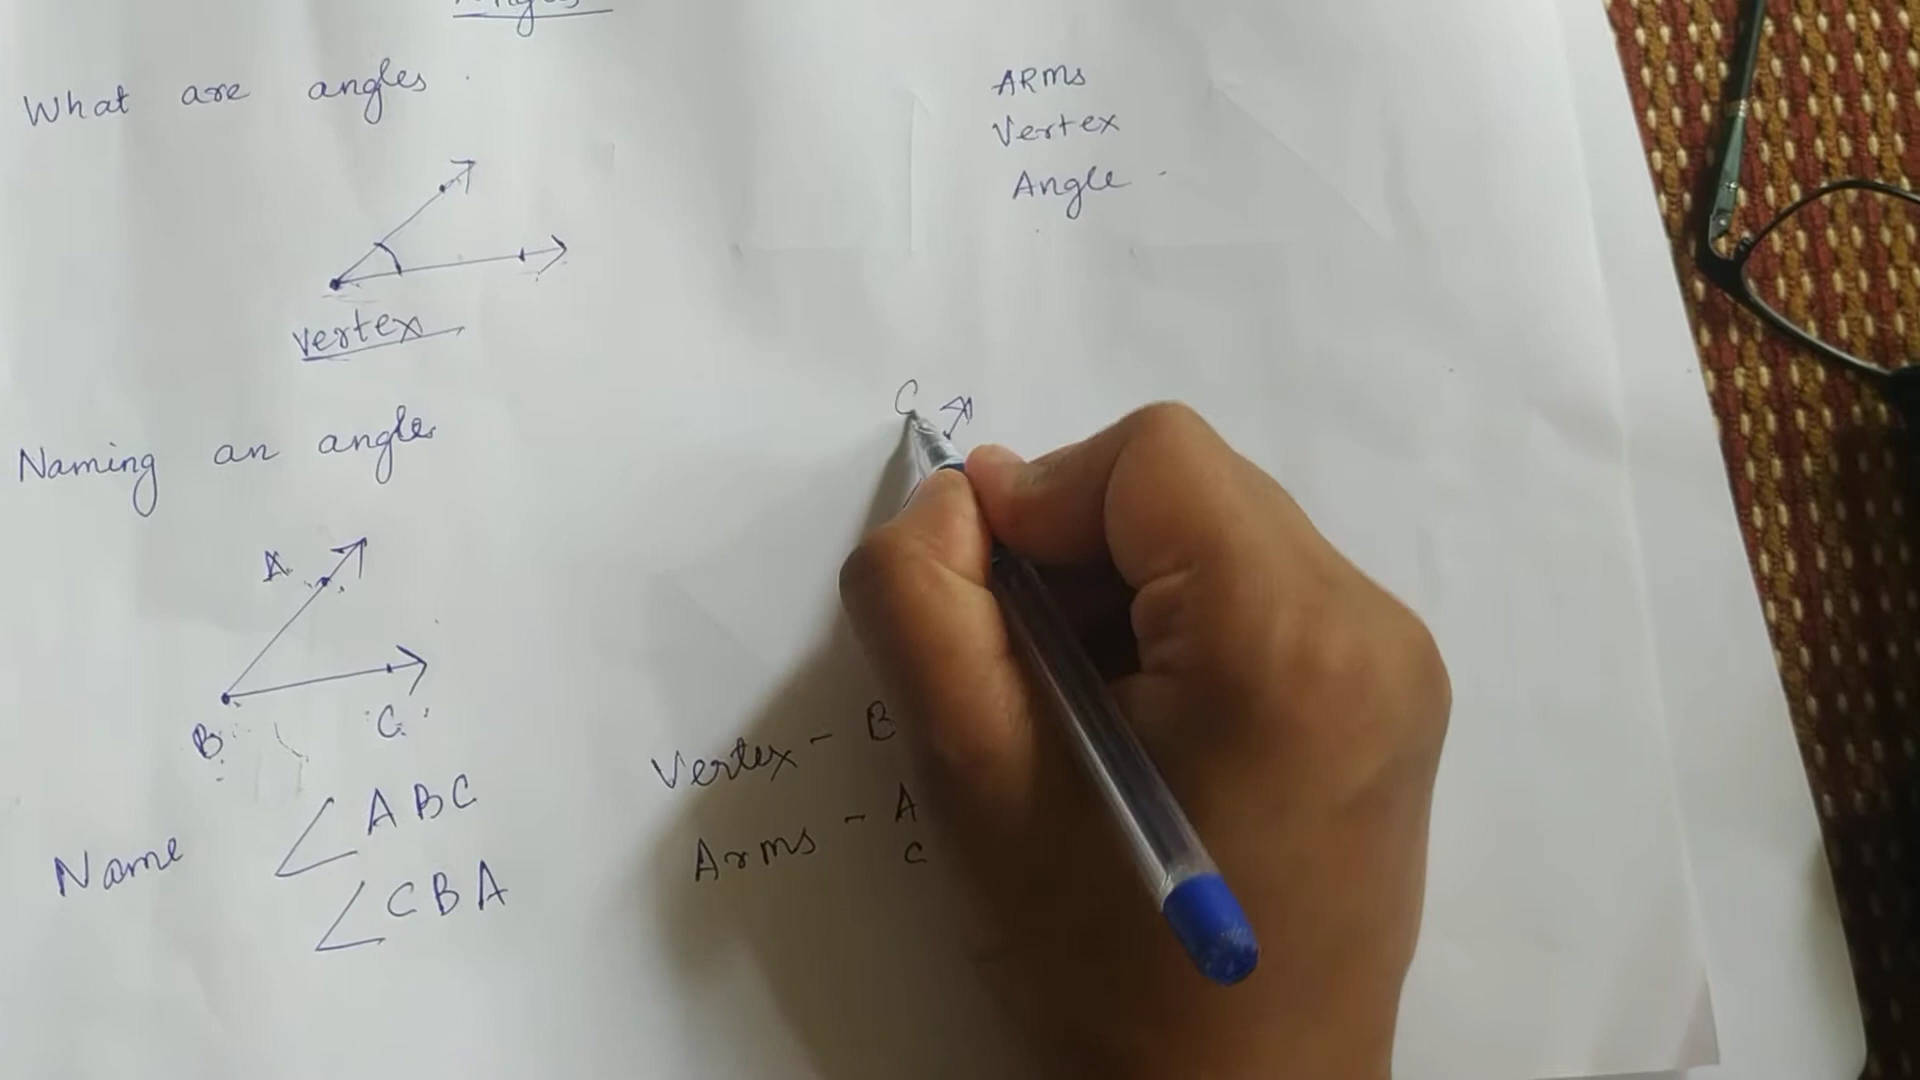 What are angles.
ARMS
Vertex
Angle.
vertex
Naming an angle
C
A
B
C
Name ∠ABC
∠CBA
Vertex - B
Arms - A
C